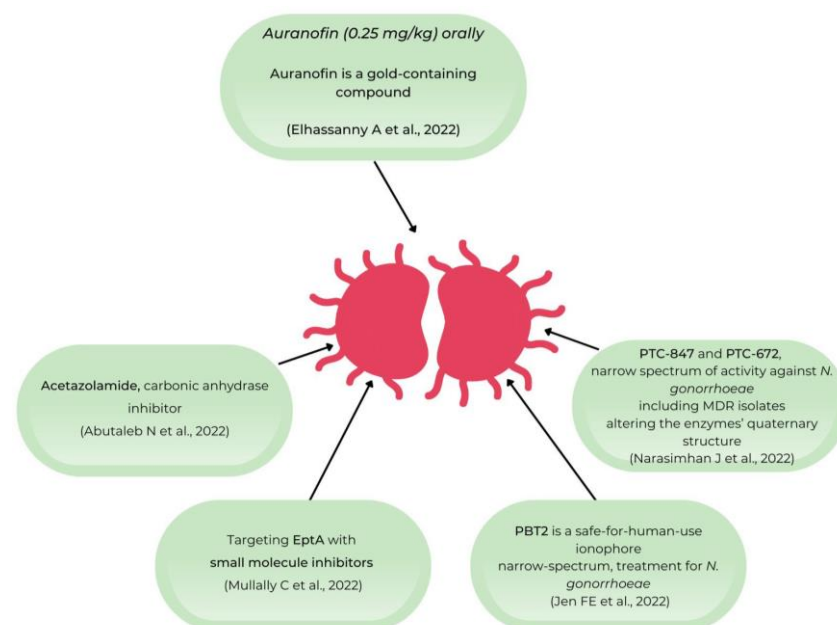 Auranofin (0.25 mg/kg) orally
Auranofin is a gold-containing
compound
(Elhassanny A et al., 2022)
Acetazolamide, carbonic anhydrase
inhibitor
(Abutaleb N et al., 2022)
PTC-847 and PTC-672,
narrow spectrum of activity against N.
gonorrhoeae
including MDR isolates
altering the enzymes' quaternary
structure
(Narasimhan J et al., 2022)
Targeting EptA with
small molecule inhibitors
(Mullally C et al., 2022)
PBT2 is a safe-for-human-use
ionophore
narrow-spectrum, treatment for N.
gonorrhoeae
(Jen FE et al., 2022)